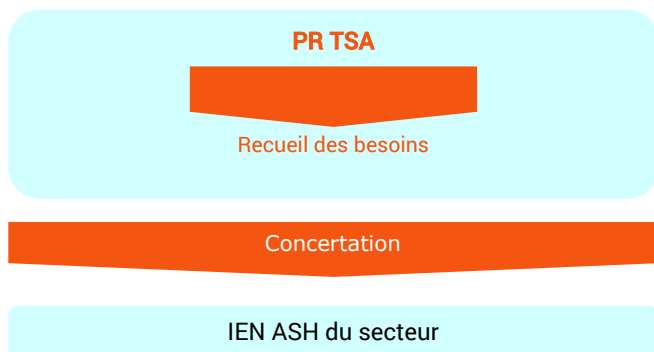 PR TSA
Recueil des besoins
Concertation
IEN ASH du secteur